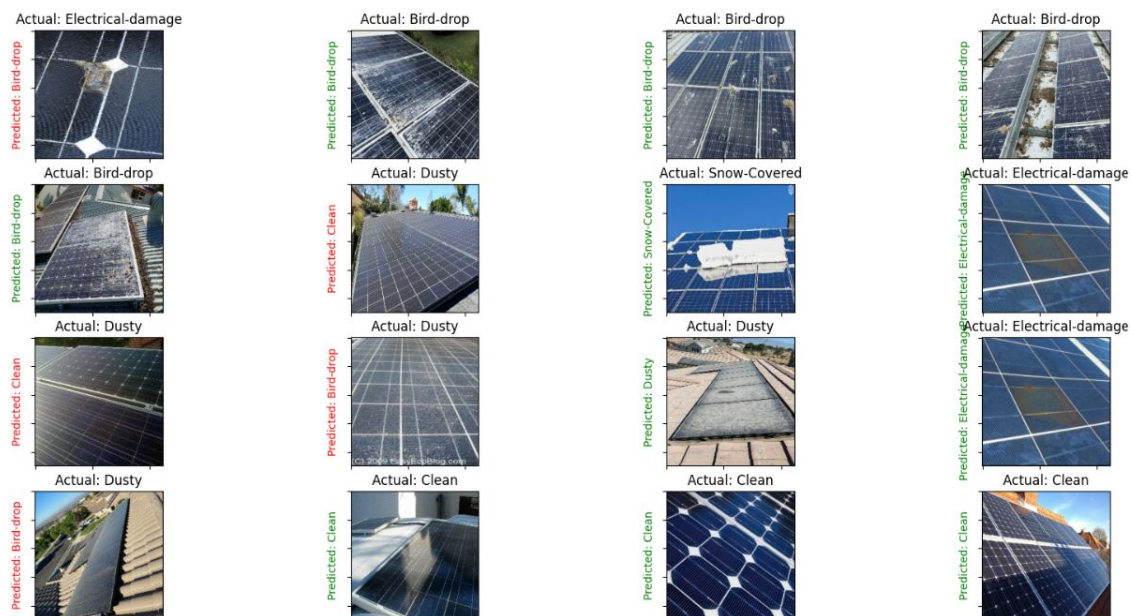 Actual: Electrical-damage
Predicted: Bird-drop
Actual: Bird-drop
Predicted: Bird-drop
Actual: Bird-drop
Predicted: Bird-drop
Actual: Bird-drop
Predicted: Bird-drop
Actual: Bird-drop
Predicted: Bird-drop
Actual: Dusty
Predicted: Clean
Actual: Snow-Covered
Predicted: Snow-Covered
Actual: Electrical-damage
Predicted: Electrical-damage
Actual: Dusty
Predicted: Clean
Actual: Dusty
Predicted: Bird-drop
(C) 2009 EasyEcoBlog.com
Actual: Dusty
Predicted: Dusty
Actual: Electrical-damage
Predicted: Electrical-damage
Actual: Dusty
Predicted: Bird-drop
Actual: Clean
Predicted: Clean
Actual: Clean
Predicted: Clean
Actual: Clean
Predicted: Clean